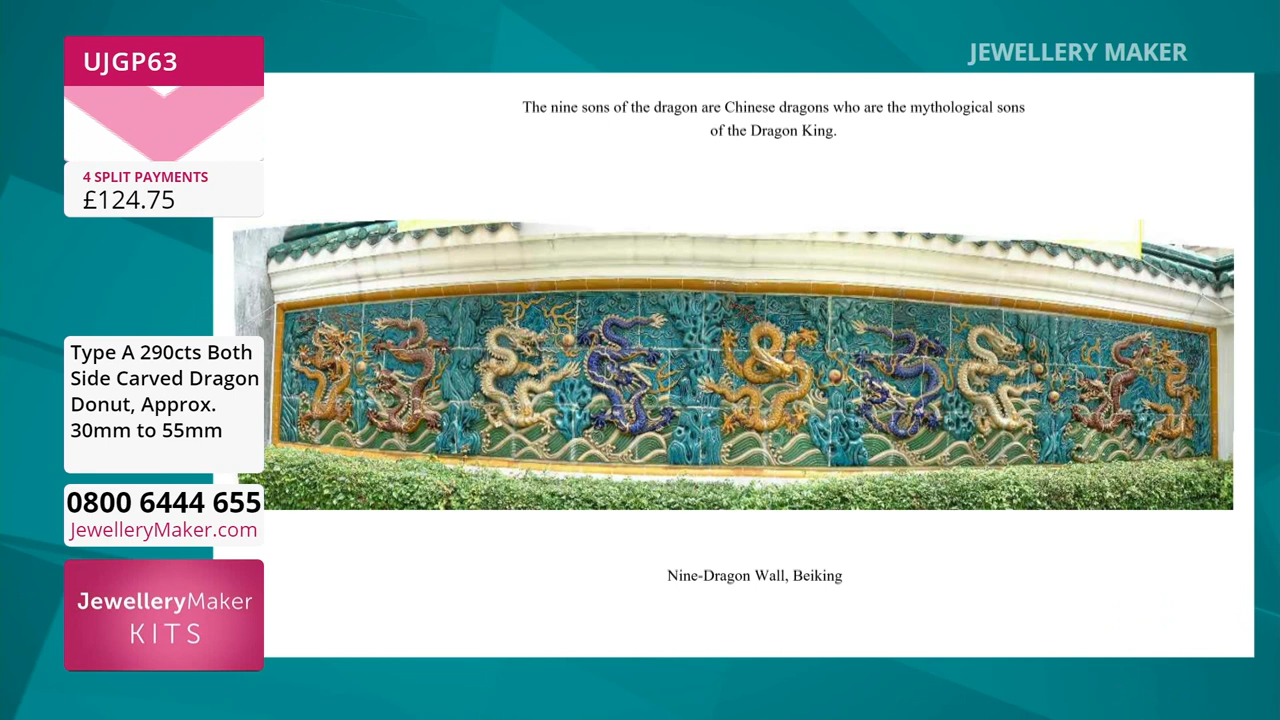 UJGP63
4 SPLIT PAYMENTS
£124.75
Type A 290cts Both
Side Carved Dragon
Donut, Approx.
30mm to 55mm
0800 6444 655
JewelleryMaker.com
JewelleryMaker
KITS
JEWELLERY MAKER
The nine sons of the dragon are Chinese dragons who are the mythological sons
of the Dragon King.
Nine-Dragon Wall, Beiking